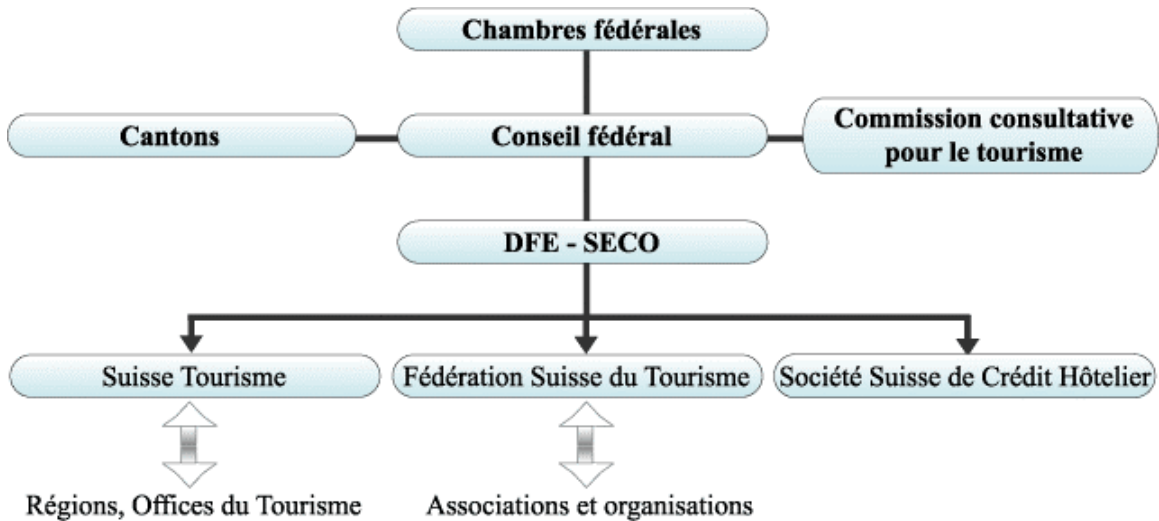 Chambres fédérales
Cantons
Conseil fédéral
Commission consultative
pour le tourisme
DFE - SECO
Suisse Tourisme
Fédération Suisse du Tourisme
Société Suisse de Crédit Hôtelier
Régions, Offices du Tourisme
Associations et organisations